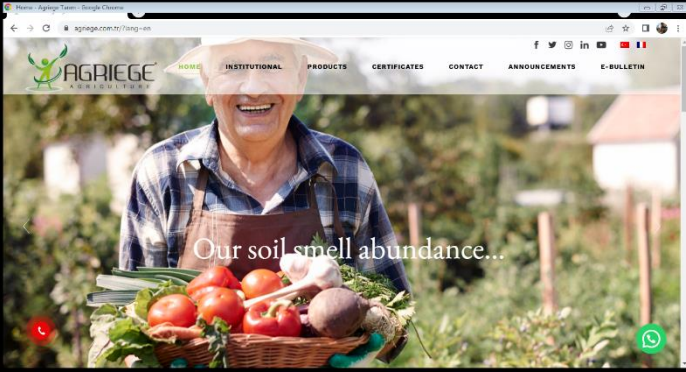 Home - Agriege Tarım - Google Chrome
agriege.com.tr/?lang=en
AGRIEGE
AGRICULTURE
HOME
INSTITUTIONAL
PRODUCTS
CERTIFICATES
CONTACT
ANNOUNCEMENTS
E-BULLETIN
Our soil smell abundance...